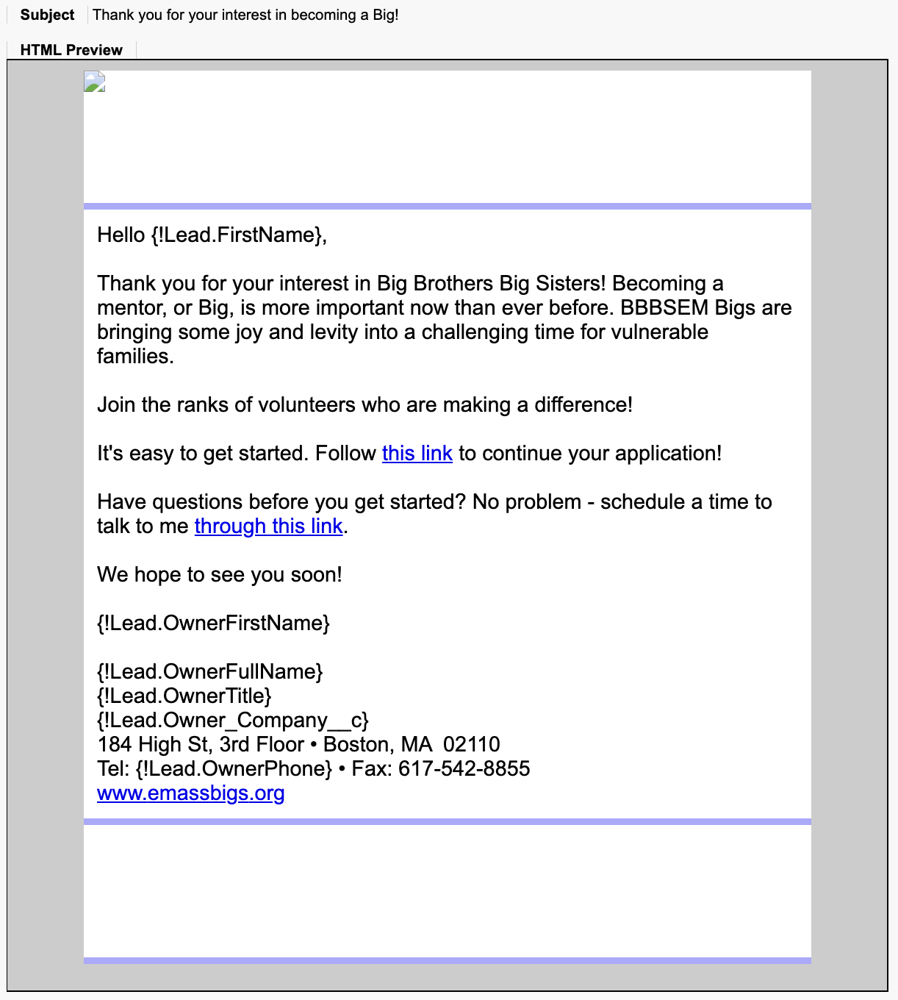 Subject Thank you for your interest in becoming a Big!
HTML Preview
Hello {!Lead.FirstName},
Thank you for your interest in Big Brothers Big Sisters! Becoming a
mentor, or Big, is more important now than ever before. BBBSEM Bigs are
bringing some joy and levity into a challenging time for vulnerable
families.
Join the ranks of volunteers who are making a difference!
It's easy to get started. Follow this link to continue your application!
Have questions before you get started? No problem - schedule a time to
talk to me through this link.
We hope to see you soon!
{!Lead.OwnerFirstName}
{!Lead.OwnerFullName}
{!Lead.OwnerTitle}
{!Lead.Owner_Company__c}
184 High St, 3rd Floor • Boston, MA  02110
Tel: {!Lead.OwnerPhone} • Fax: 617-542-8855
www.emassbigs.org